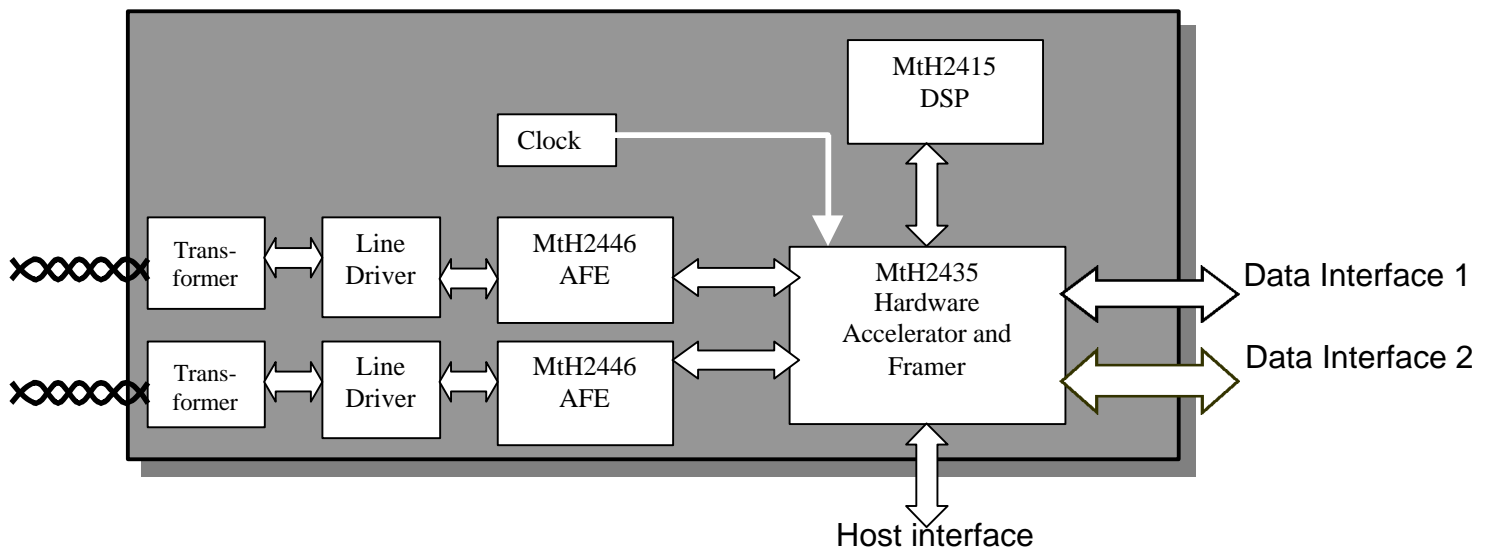 MtH2415
DSP
Clock
Trans-
former
Line
Driver
MtH2446
AFE
MtH2435
Hardware
Accelerator and
Framer
Data Interface 1
Trans-
former
Line
Driver
MtH2446
AFE
Data Interface 2
Host interface